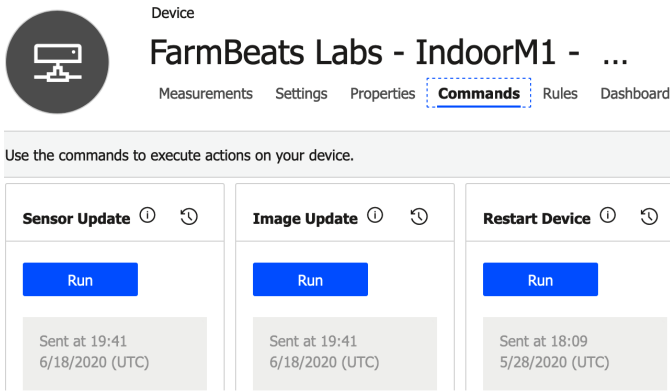 Device
FarmBeats Labs - IndoorM1 - ...
Measurements Settings Properties Commands Rules Dashboard
Use the commands to execute actions on your device.
Sensor Update Image Update Restart Device
Run Run Run
Sent at 19:41 Sent at 19:41 Sent at 18:09
6/18/2020 (UTC) 6/18/2020 (UTC) 5/28/2020 (UTC)